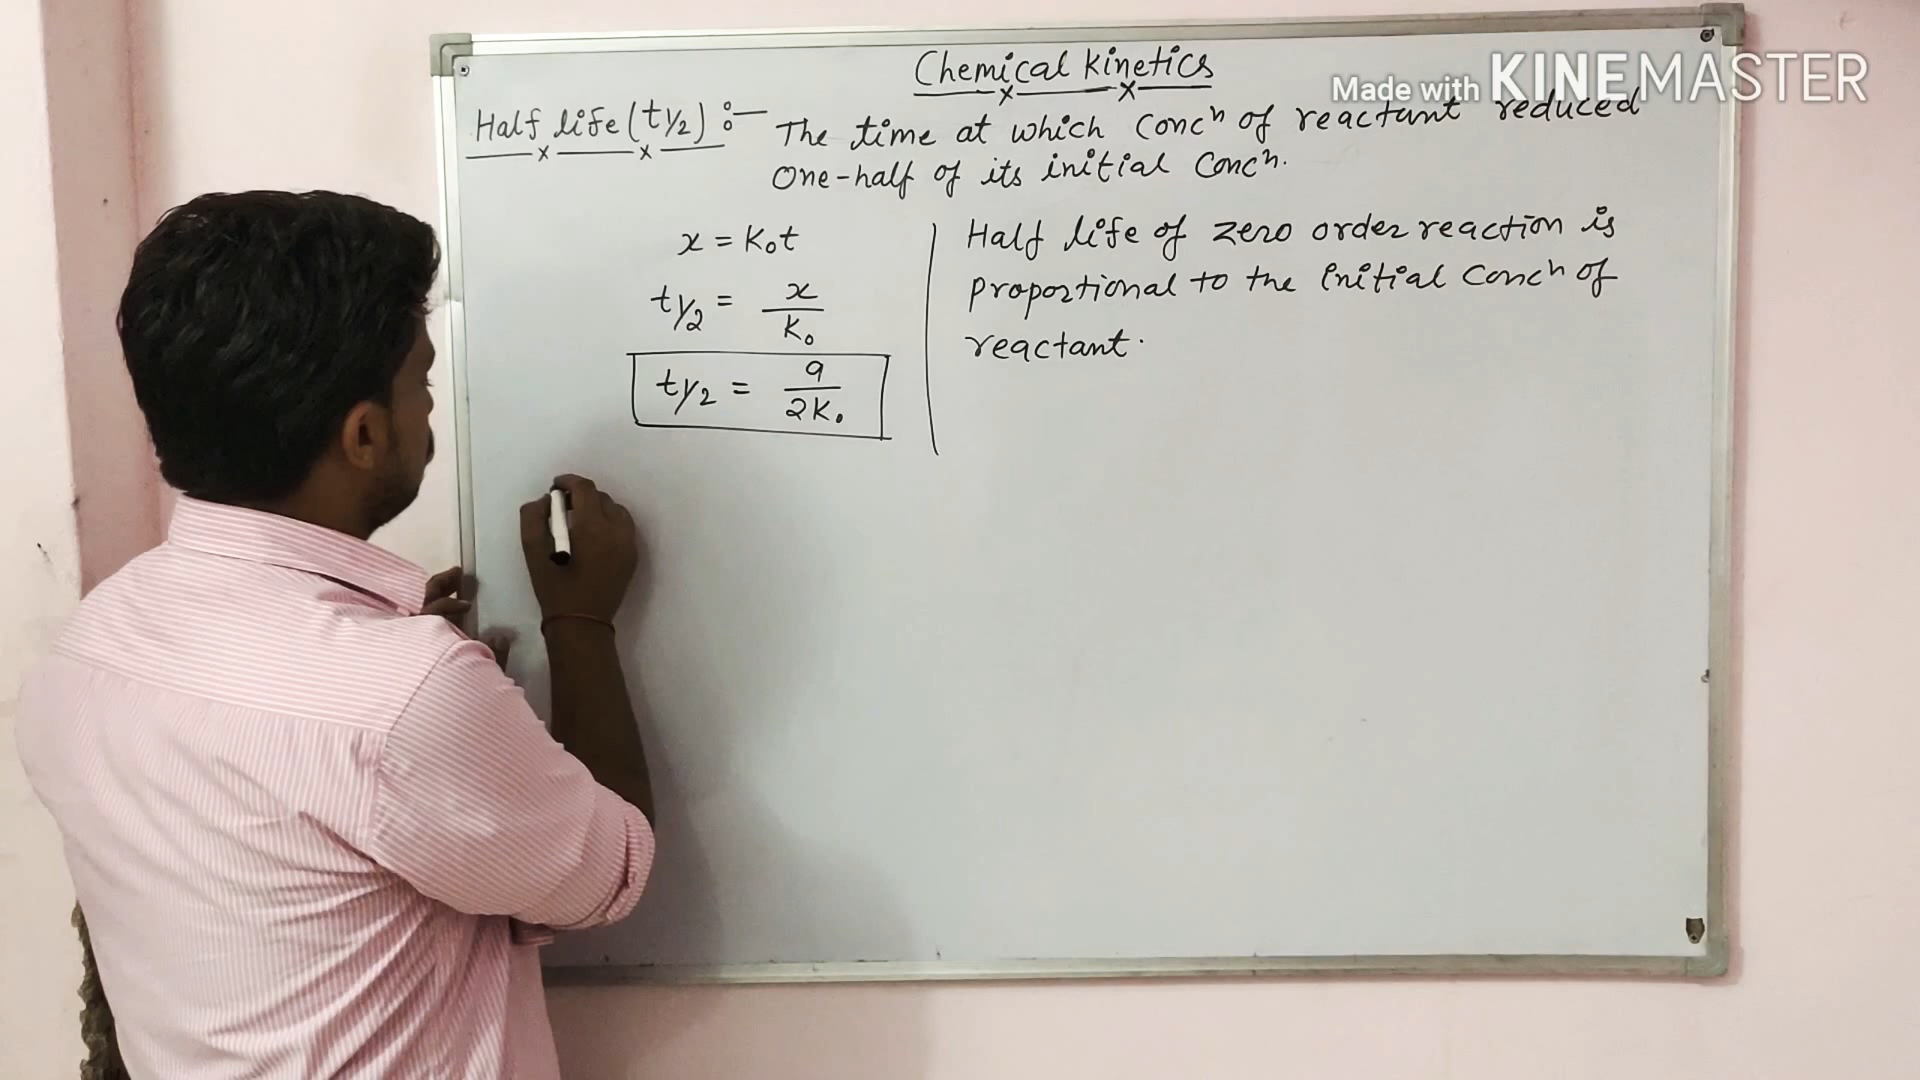 Chemical Kinetics
Made with KINEMASTER
Half life (t1/2) :- The time at which Concⁿ of reactant reduced
One-half of its initial Concⁿ.
x = K₀t
t1/2 = x/K₀
t1/2 = a/2K₀
Half life of zero order reaction is
proportional to the initial Concⁿ of
reactant.